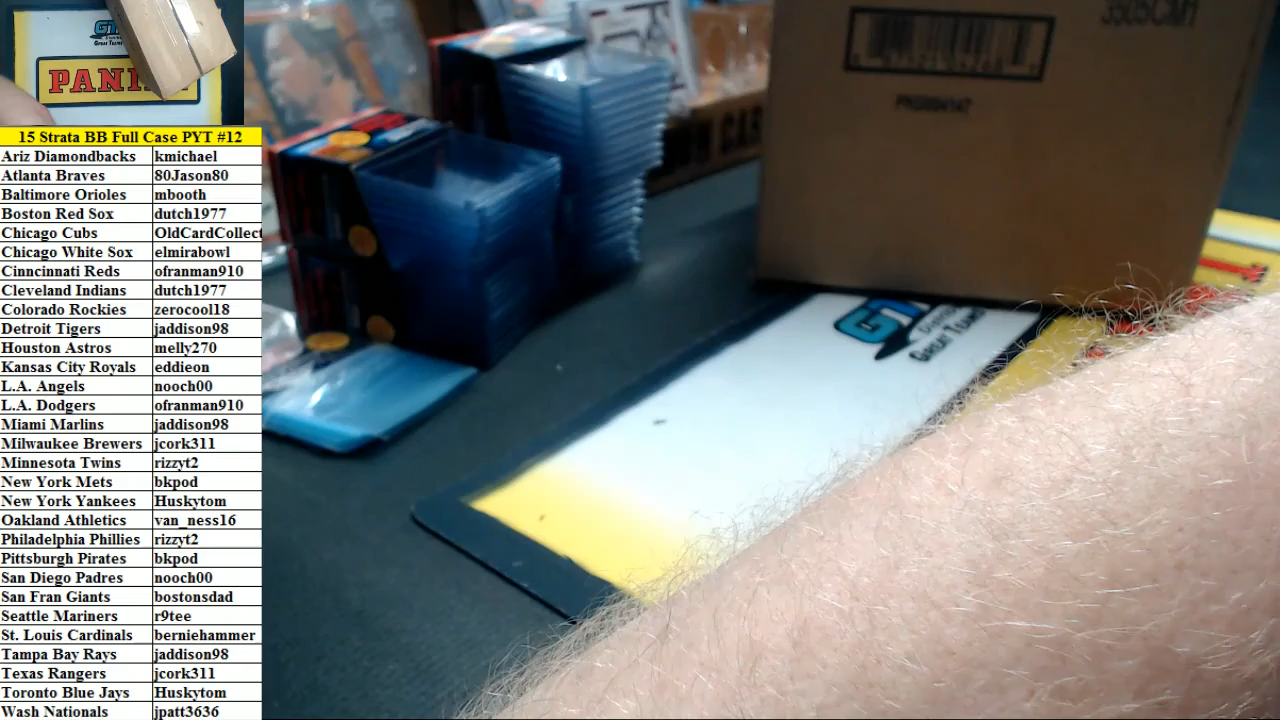 PANI
15 Strata BB Full Case PYT #12
Ariz Diamondbacks kmichael
Atlanta Braves 80Jason80
Baltimore Orioles mbooth
Boston Red Sox dutch1977
Chicago Cubs OldCardCollect
Chicago White Sox elmirabowl
Cinncinnati Reds ofranman910
Cleveland Indians dutch1977
Colorado Rockies zerocool18
Detroit Tigers jaddison98
Houston Astros melly270
Kansas City Royals eddieon
L.A. Angels nooch00
L.A. Dodgers ofranman910
Miami Marlins jaddison98
Milwaukee Brewers jcork311
Minnesota Twins rizzyt2
New York Mets bkpod
New York Yankees Huskytom
Oakland Athletics van_ness16
Philadelphia Phillies rizzyt2
Pittsburgh Pirates bkpod
San Diego Padres nooch00
San Fran Giants bostonsdad
Seattle Mariners r9tee
St. Louis Cardinals berniehammer
Tampa Bay Rays jaddison98
Texas Rangers jcork311
Toronto Blue Jays Huskytom
Wash Nationals jpatt3636
GT
GREAT TEAMS